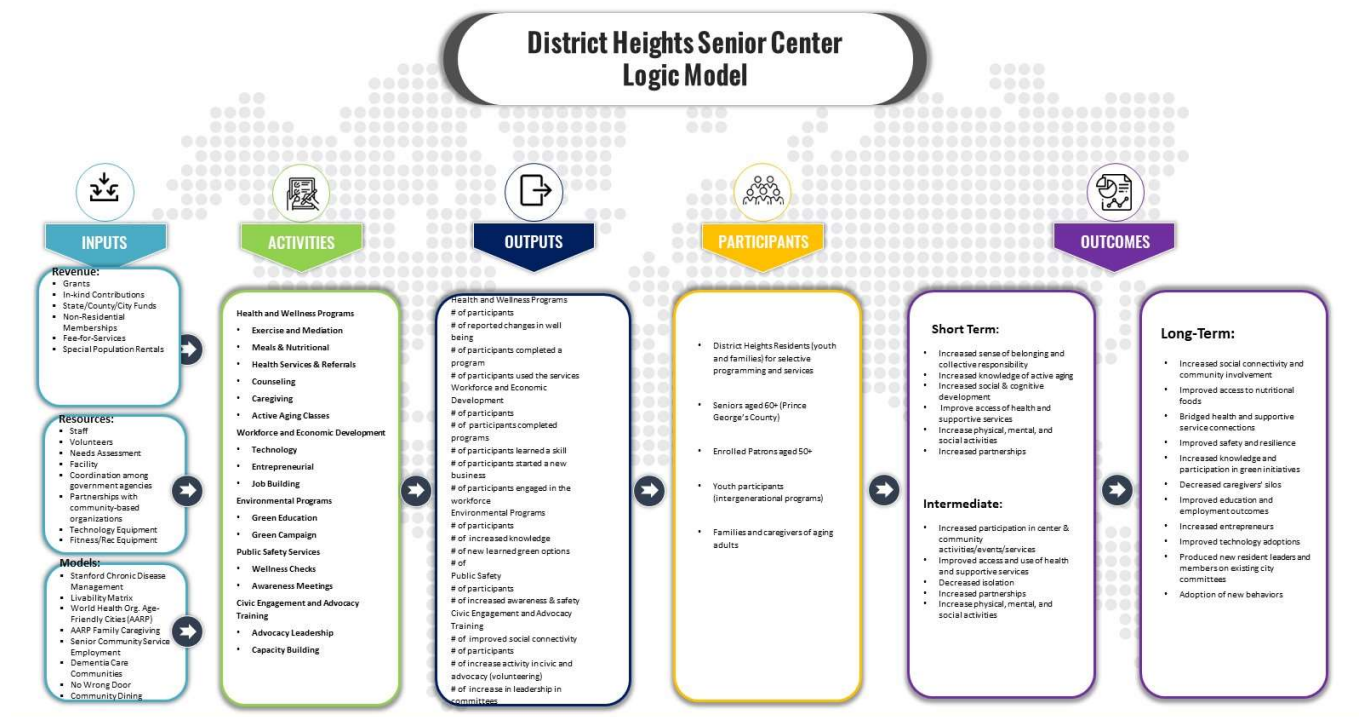 District Heights Senior Center
Logic Model
INPUTS
Revenue:
Grants
In-kind Contributions
State/County/City Funds
Non-Residential
Memberships
Fee-for-Services
Special Population Rentals
Resources:
Staff
Volunteers
Needs Assessment
Facility
Coordination among
government agencies
Partnerships with
community-based
organizations
Technology Equipment
Fitness/Rec Equipment
Models:
Stanford Chronic Disease
Management
Livability Matrix
World Health Org. Age-
Friendly Cities (AARP)
AARP Family Caregiving
Senior Community Service
Employment
Dementia Care
Communities
No Wrong Door
Community Dining
ACTIVITIES
Health and Wellness Programs
Exercise and Mediation
Meals & Nutritional
Health Services & Referrals
Counseling
Caregiving
Active Aging Classes
Workforce and Economic Development
Technology
Entrepreneurial
Job Building
Environmental Programs
Green Education
Green Campaign
Public Safety Services
Wellness Checks
Awareness Meetings
Civic Engagement and Advocacy
Training
Advocacy Leadership
Capacity Building
OUTPUTS
Health and Wellness Programs
# of participants
# of reported changes in well
being
# of participants completed a
program
# of participants used the services
Workforce and Economic
Development
# of participants
# of participants completed
programs
# of participants learned a skill
# of participants started a new
business
# of participants engaged in the
workforce
Environmental Programs
# of participants
# of increased knowledge
# of new learned green options
# of
Public Safety
# of participants
# of increased awareness & safety
Civic Engagement and Advocacy
Training
# of improved social connectivity
# of participants
# of increase activity in civic and
advocacy (volunteering)
# of increase in leadership in
committees
PARTICIPANTS
District Heights Residents (youth
and families) for selective
programming and services
Seniors aged 60+ (Prince
George's County)
Enrolled Patrons aged 50+
Youth participants
(intergenerational programs)
Families and caregivers of aging
adults
OUTCOMES
Short Term:
Increased sense of belonging and
collective responsibility
Increased knowledge of active aging
Increased social & cognitive
development
Improve access of health and
supportive services
Increase physical, mental, and
social activities
Increased partnerships
Intermediate:
Increased participation in center &
community
activities/events/services
Improved access and use of health
and supportive services
Decreased isolation
Increased partnerships
Increase physical, mental, and
social activities
Long-Term:
Increased social connectivity and
community involvement
Improved access to nutritional
foods
Bridged health and supportive
service connections
Improved safety and resilience
Increased knowledge and
participation in green initiatives
Decreased caregivers' silos
Improved education and
employment outcomes
Increased entrepreneurs
Improved technology adoptions
Produced new resident leaders and
members on existing city
committees
Adoption of new behaviors